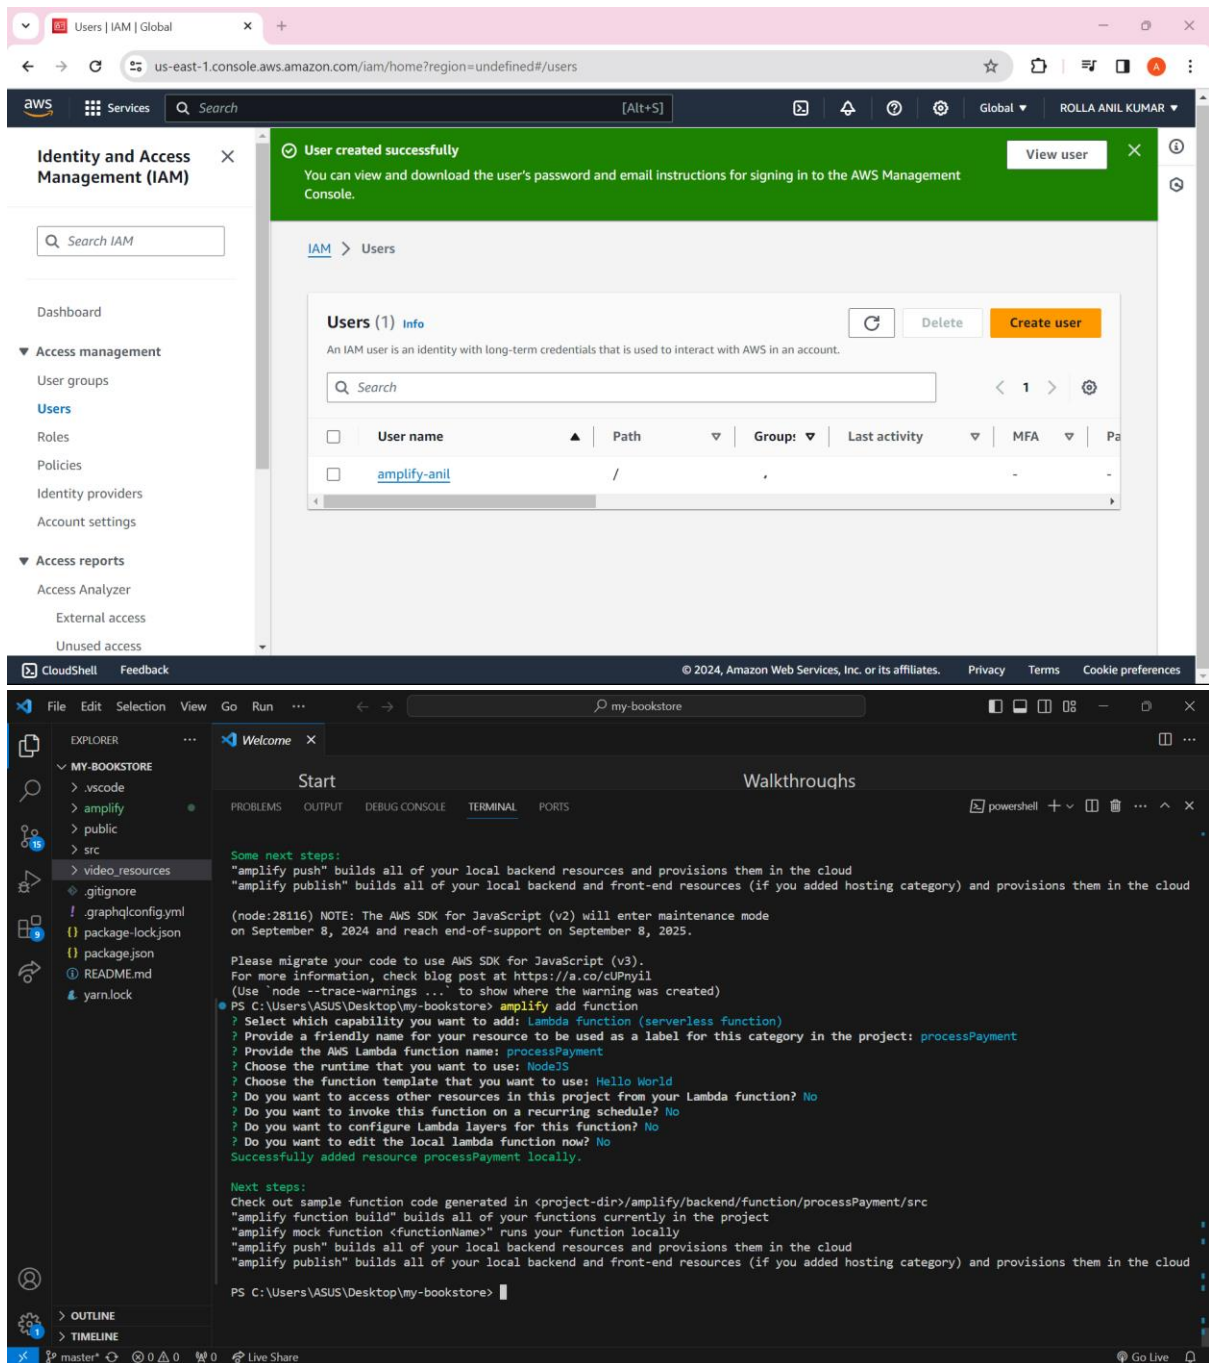 Users | IAM | Global
us-east-1.console.aws.amazon.com/iam/home?region=undefined#/users
A
aws
Services
Search
[Alt+S]
Global
ROLLA ANIL KUMAR
Identity and Access
Management (IAM)
Search IAM
Dashboard
Access management
User groups
Users
Roles
Policies
Identity providers
Account settings
Access reports
Access Analyzer
External access
Unused access
User created successfully
You can view and download the user's password and email instructions for signing in to the AWS Management
Console.
View user
IAM > Users
Users (1) Info
Delete
Create user
An IAM user is an identity with long-term credentials that is used to interact with AWS in an account.
Search
1
User name
Path
Group
Last activity
MFA
Pa
amplify-anil
/
-
-
CloudShell
Feedback
© 2024, Amazon Web Services, Inc. or its affiliates.
Privacy
Terms
Cookie preferences
File Edit Selection View Go Run ···
my-bookstore
EXPLORER
MY-BOOKSTORE
.vscode
amplify
public
src
video_resources
.gitignore
.graphqlconfig.yml
package-lock.json
package.json
README.md
yarn.lock
OUTLINE
TIMELINE
15
9
1
Welcome
Start
Walkthroughs
PROBLEMS OUTPUT DEBUG CONSOLE TERMINAL PORTS
powershell
Some next steps:
"amplify push" builds all of your local backend resources and provisions them in the cloud
"amplify publish" builds all of your local backend and front-end resources (if you added hosting category) and provisions them in the cloud
(node:28116) NOTE: The AWS SDK for JavaScript (v2) will enter maintenance mode
on September 8, 2024 and reach end-of-support on September 8, 2025.
Please migrate your code to use AWS SDK for JavaScript (v3).
For more information, check blog post at https://a.co/cUPnyil
(Use `node --trace-warnings ...` to show where the warning was created)
PS C:\Users\ASUS\Desktop\my-bookstore> amplify add function
? Select which capability you want to add: Lambda function (serverless function)
? Provide a friendly name for your resource to be used as a label for this category in the project: processPayment
? Provide the AWS Lambda function name: processPayment
? Choose the runtime that you want to use: NodeJS
? Choose the function template that you want to use: Hello World
? Do you want to access other resources in this project from your Lambda function? No
? Do you want to invoke this function on a recurring schedule? No
? Do you want to configure Lambda layers for this function? No
? Do you want to edit the local lambda function now? No
Successfully added resource processPayment locally.
Next steps:
Check out sample function code generated in <project-dir>/amplify/backend/function/processPayment/src
"amplify function build" builds all of your functions currently in the project
"amplify mock function <functionName>" runs your function locally
"amplify push" builds all of your local backend resources and provisions them in the cloud
"amplify publish" builds all of your local backend and front-end resources (if you added hosting category) and provisions them in the cloud
PS C:\Users\ASUS\Desktop\my-bookstore>
master* 0 0 0 Live Share
Go Live